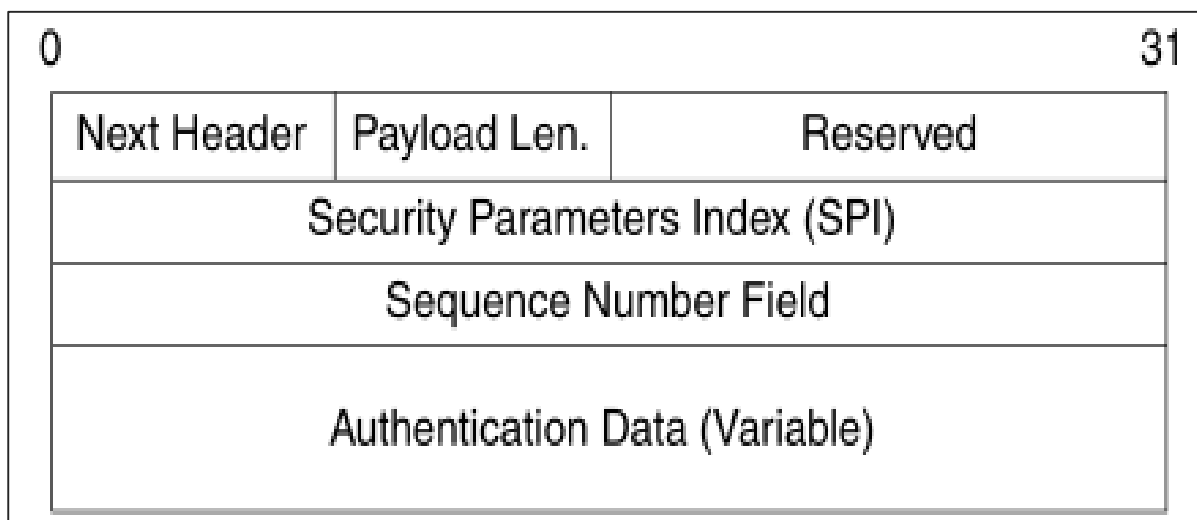 0 31
Next Header Payload Len. Reserved
Security Parameters Index (SPI)
Sequence Number Field
Authentication Data (Variable)